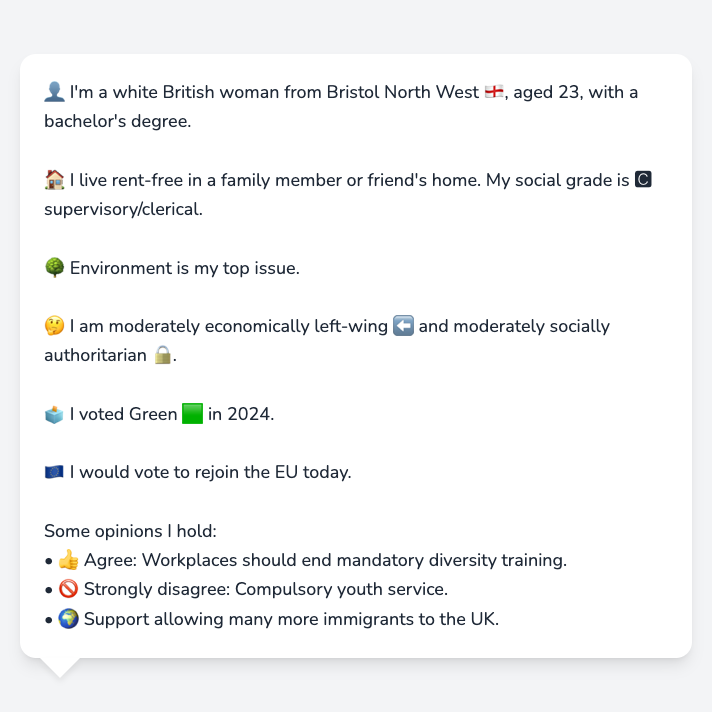 👤 I'm a white British woman from Bristol North West 🏴󠁧󠁢󠁥󠁮󠁧󠁿, aged 23, with a
bachelor's degree.
🏠 I live rent-free in a family member or friend's home. My social grade is 🅲
supervisory/clerical.
🌳 Environment is my top issue.
🤔 I am moderately economically left-wing ⬅️ and moderately socially
authoritarian 🔒.
🗳️ I voted Green 🟩 in 2024.
🇪🇺 I would vote to rejoin the EU today.
Some opinions I hold:
• 👍 Agree: Workplaces should end mandatory diversity training.
• 🚫 Strongly disagree: Compulsory youth service.
• 🌍 Support allowing many more immigrants to the UK.